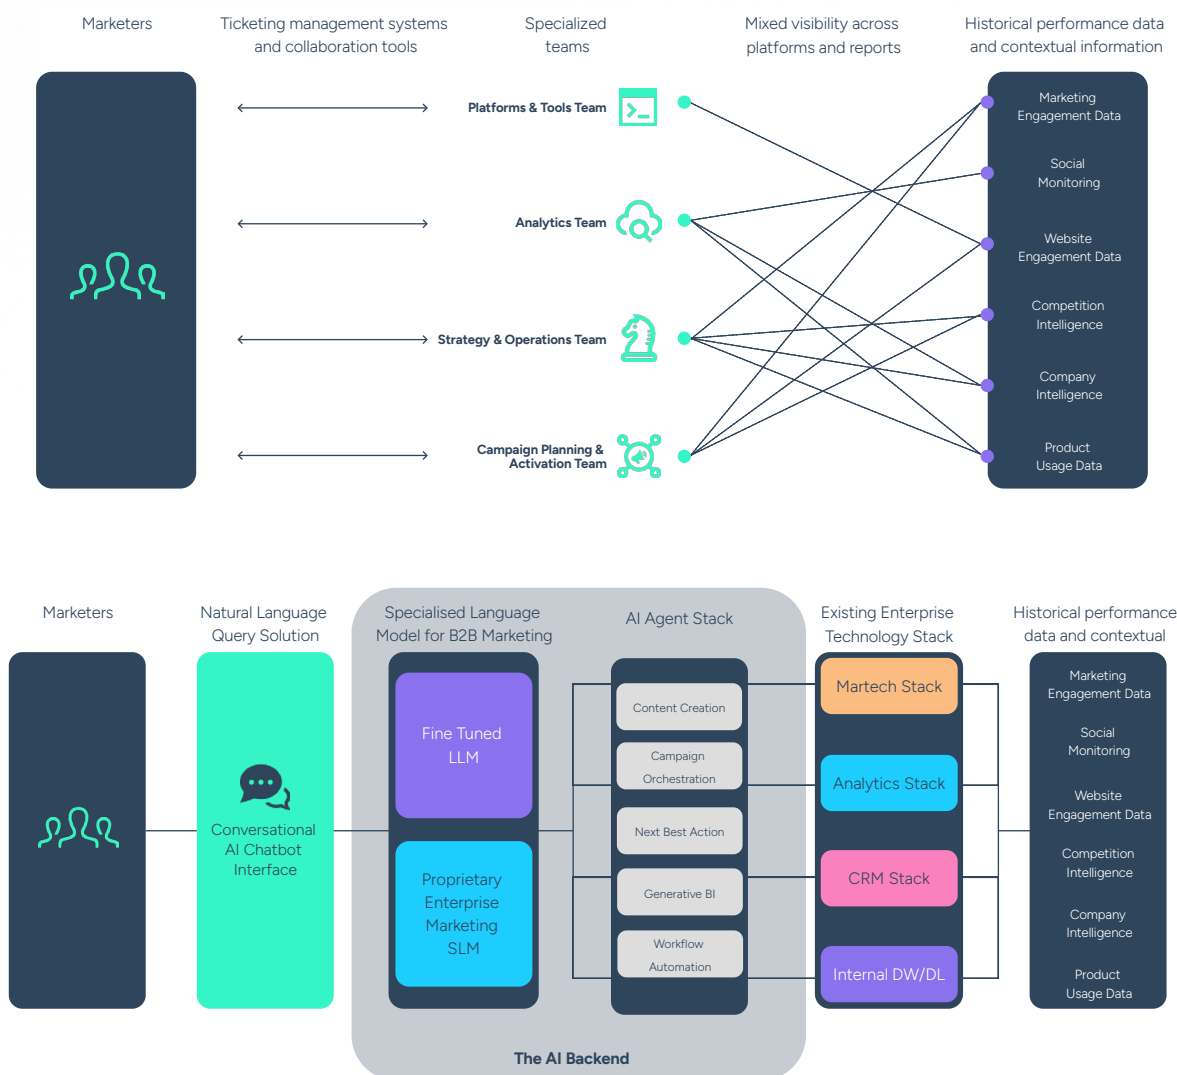 Marketers
Ticketing management systems
and collaboration tools
Specialized
teams
Mixed visibility across
platforms and reports
Historical performance data
and contextual information
Platforms & Tools Team
Analytics Team
Strategy & Operations Team
Campaign Planning &
Activation Team
Marketing
Engagement Data
Social
Monitoring
Website
Engagement Data
Competition
Intelligence
Company
Intelligence
Product
Usage Data
Marketers
Natural Language
Query Solution
Specialised Language
Model for B2B Marketing
AI Agent Stack
Existing Enterprise
Technology Stack
Historical performance
data and contextual
Conversational
AI Chatbot
Interface
Fine Tuned
LLM
Proprietary
Enterprise
Marketing
SLM
Content Creation
Campaign
Orchestration
Next Best Action
Generative BI
Workflow
Automation
Martech Stack
Analytics Stack
CRM Stack
Internal DW/DL
Marketing
Engagement Data
Social
Monitoring
Website
Engagement Data
Competition
Intelligence
Company
Intelligence
Product
Usage Data
The AI Backend